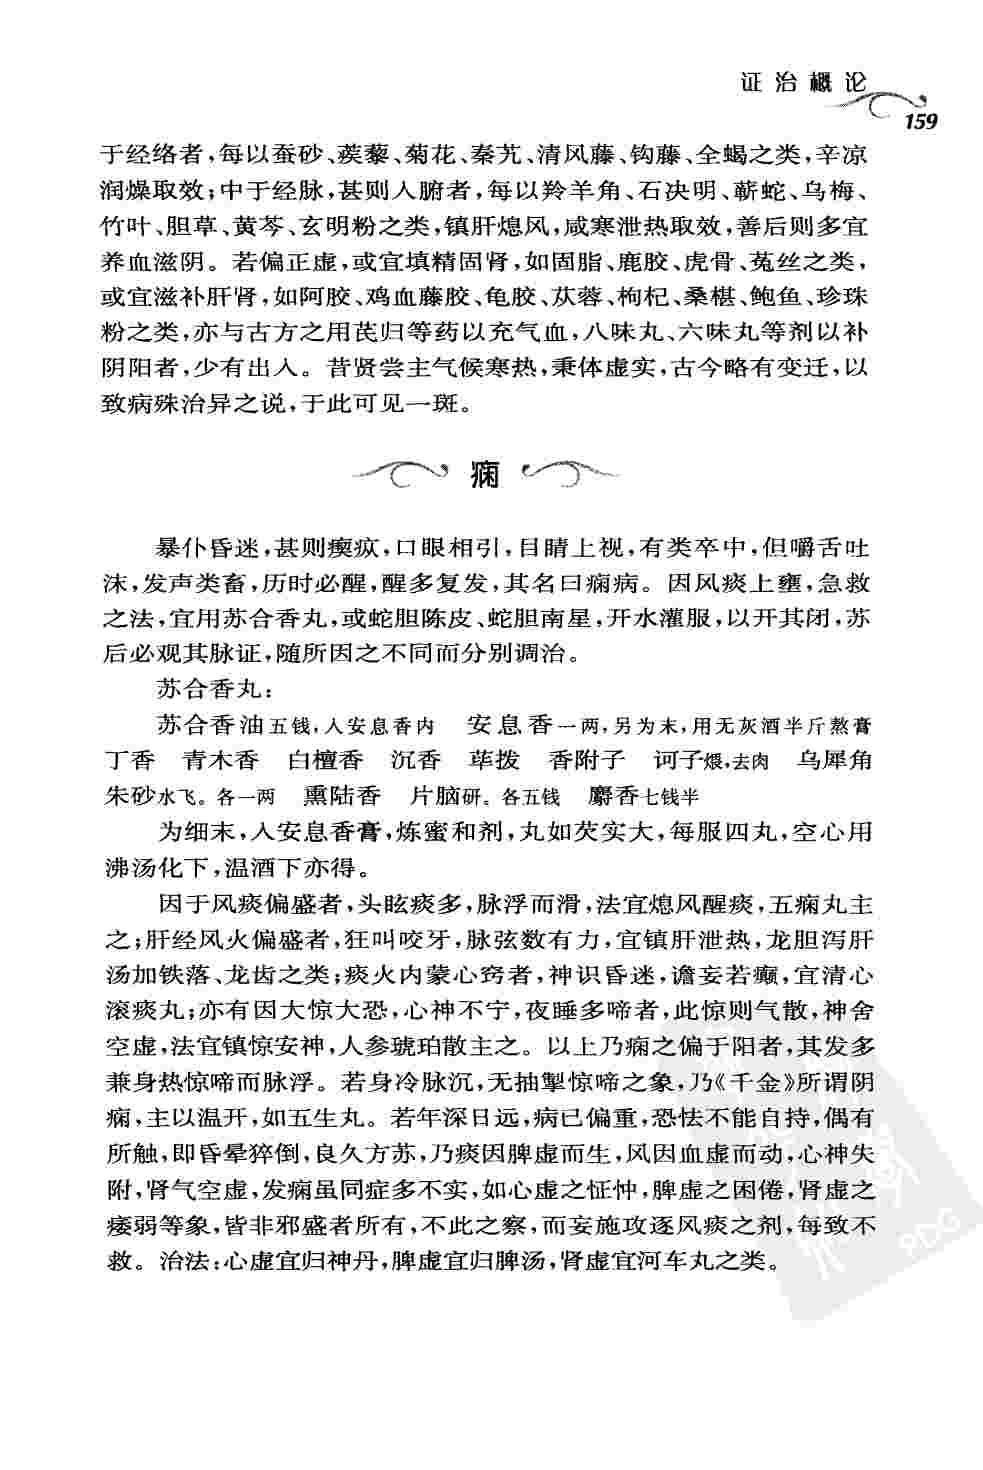 证治概论
159
于经络者,每以蚕砂、蒺藜、菊花、秦艽、清风藤、钩藤、全蝎之类,辛凉
润燥取效;中于经脉,甚则入腑者,每以羚羊角、石决明、蕲蛇、乌梅、
竹叶、胆草、黄芩、玄明粉之类,镇肝熄风,咸寒泄热取效,善后则多宜
养血滋阴。若偏正虚,或宜填精固肾,如固脂、鹿胶、虎骨、菟丝之类,
或宜滋补肝肾,如阿胶、鸡血藤胶、龟胶、苁蓉、枸杞、桑椹、鲍鱼、珍珠
粉之类,亦与古方之用芪归等药以充气血,八味丸、六味丸等剂以补
阴阳者,少有出入。昔贤尝主气候寒热,秉体虚实,古今略有变迁,以
致病殊治异之说,于此可见一斑。
痫
暴仆昏迷,甚则瘈疭,口眼相引,目睛上视,有类卒中,但嚼舌吐
沫,发声类畜,历时必醒,醒多复发,其名曰痫病。因风痰上壅,急救
之法,宜用苏合香丸,或蛇胆陈皮、蛇胆南星,开水灌服,以开其闭,苏
后必观其脉证,随所因之不同而分别调治。
苏合香丸:
苏合香油五钱,入安息香内 安息香一两,另为末,用无灰酒半斤熬膏
丁香 青木香 白檀香 沉香 荜拨 香附子 诃子煨,去肉 乌犀角
朱砂水飞。各一两 熏陆香 片脑研。各五钱 麝香七钱半
为细末,入安息香膏,炼蜜和剂,丸如芡实大,每服四丸,空心用
沸汤化下,温酒下亦得。
因于风痰偏盛者,头眩痰多,脉浮而滑,法宜熄风醒痰,五痫丸主
之;肝经风火偏盛者,狂叫咬牙,脉弦数有力,宜镇肝泄热,龙胆泻肝
汤加铁落、龙齿之类;痰火内蒙心窍者,神识昏迷,谵妄若癫,宜清心
滚痰丸;亦有因大惊大恐,心神不宁,夜睡多啼者,此惊则气散,神舍
空虚,法宜镇惊安神,人参琥珀散主之。以上乃痫之偏于阳者,其发多
兼身热惊啼而脉浮。若身冷脉沉,无抽掣惊啼之象,乃《千金》所谓阴
痫,主以温开,如五生丸。若年深日远,病已偏重,恐怯不能自持,偶有
所触,即昏晕猝倒,良久方苏,乃痰因脾虚而生,风因血虚而动,心神失
附,肾气空虚,发痫虽同症多不实,如心虚之怔忡,脾虚之困倦,肾虚之
痿弱等象,皆非邪盛者所有,不此之察,而妄施攻逐风痰之剂,每致不
救。治法:心虚宜归神丹,脾虚宜归脾汤,肾虚宜河车丸之类。
PDG